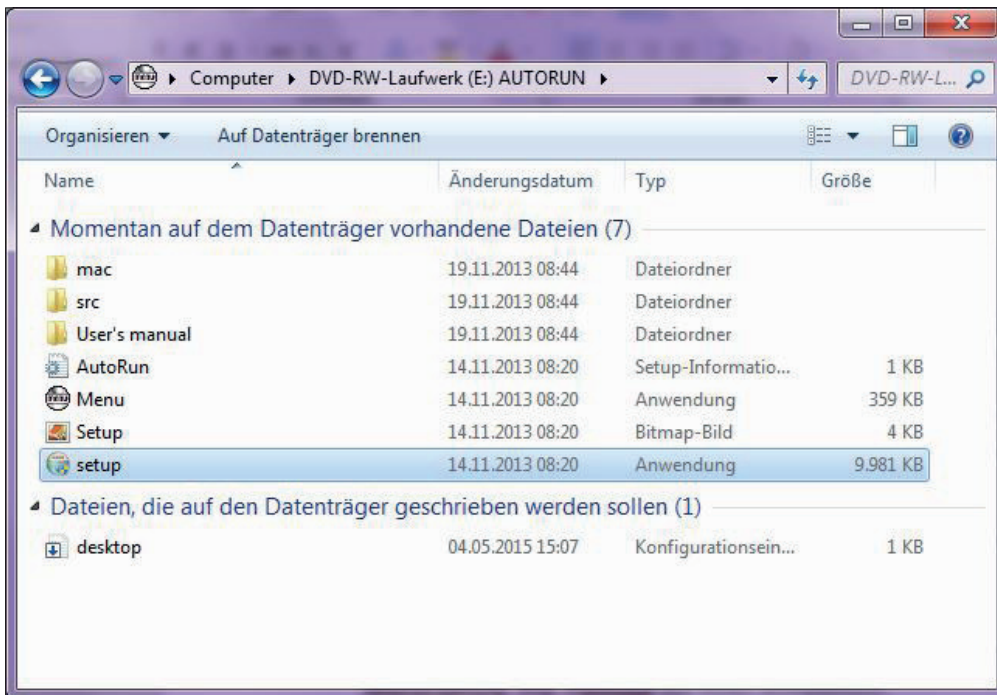 Computer ▸ DVD-RW-Laufwerk (E:) AUTORUN ▸ DVD-RW-L...
Organisieren Auf Datenträger brennen
Name Änderungsdatum Typ Größe
Momentan auf dem Datenträger vorhandene Dateien (7)
mac 19.11.2013 08:44 Dateiordner
src 19.11.2013 08:44 Dateiordner
User's manual 19.11.2013 08:44 Dateiordner
AutoRun 14.11.2013 08:20 Setup-Informatio... 1 KB
Menu 14.11.2013 08:20 Anwendung 359 KB
Setup 14.11.2013 08:20 Bitmap-Bild 4 KB
setup 14.11.2013 08:20 Anwendung 9.981 KB
Dateien, die auf den Datenträger geschrieben werden sollen (1)
desktop 04.05.2015 15:07 Konfigurationsein... 1 KB